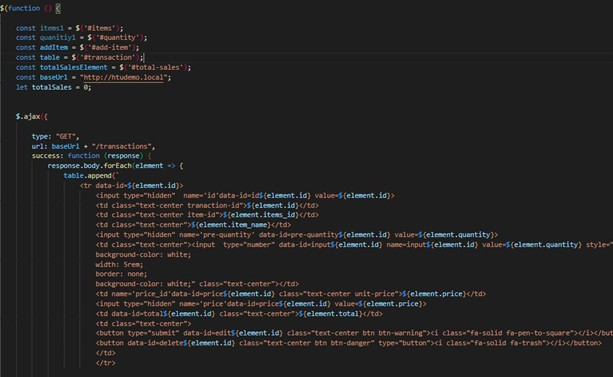 $(function () {
const items1 = $('#items');
const quanitiy1 = $('#quantity');
const addItem = $('#add-item');
const table = $('#transaction');
const totalSalesElement = $('#total-sales');
const baseUrl = "http://htudemo.local";
let totalSales = 0;
$.ajax({
type: "GET",
url: baseUrl + "/transactions",
success: function (response) {
response.body.forEach(element => {
table.append(`
<tr data-id=${element.id}>
<input type="hidden"  name='id'data-id=id${element.id} value=${element.id}>
<td class="text-center tranaction-id">${element.id}</td>
<td class="text-center item-id">${element.items_id}</td>
<td class="text-center">${element.item_name}</td>
<input type="hidden" name='pre-quantity' data-id=pre-quantity${element.id} value=${element.quantity}>
<td class="text-center"><input  type="number" data-id=input${element.id} name=input${element.id} value=${element.quantity} style="
background-color: white;
width: 5rem;
border: none;
background-color: white;" class="text-center"></td>
<td name='price_id'data-id=price${element.id} class="text-center unit-price">${element.price}</td>
<input type="hidden" name='price'data-id=price${element.id} value=${element.price}>
<td data-id=total${element.id} class="text-center">${element.total}</td>
<td class="text-center">
<button type="submit" data-id=edit${element.id} class="text-center btn btn-warning"><i class="fa-solid fa-pen-to-square"></i></but
<button data-id=delete${element.id} class="text-center btn btn-danger" type="button"><i class="fa-solid fa-trash"></i></button>
</td>
</tr>